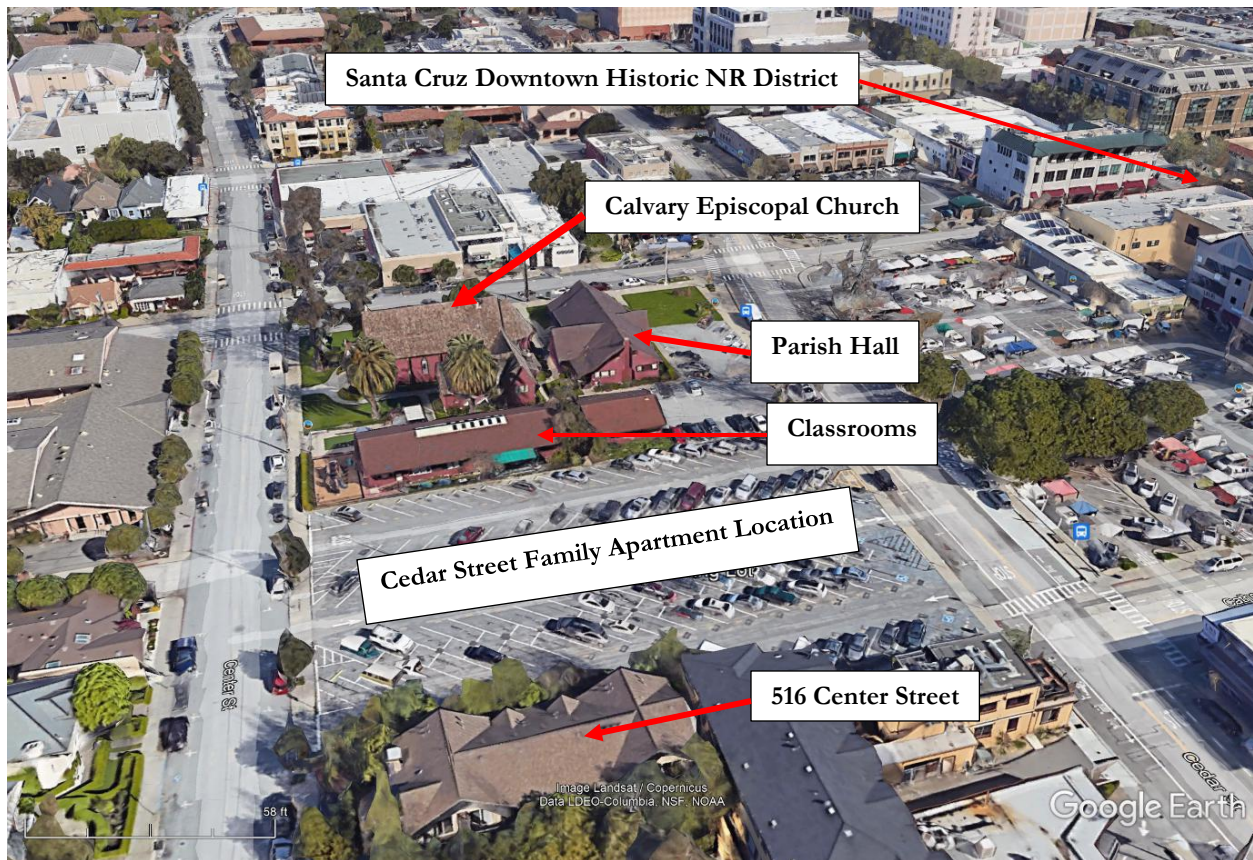 Santa Cruz Downtown Historic NR District
Calvary Episcopal Church
Parish Hall
Classrooms
Cedar Street Family Apartment Location
516 Center Street
Center St
Cedar
Image Landsat / Copernicus
Data LDEO-Columbia, NSF, NOAA
58 ft
Google Earth